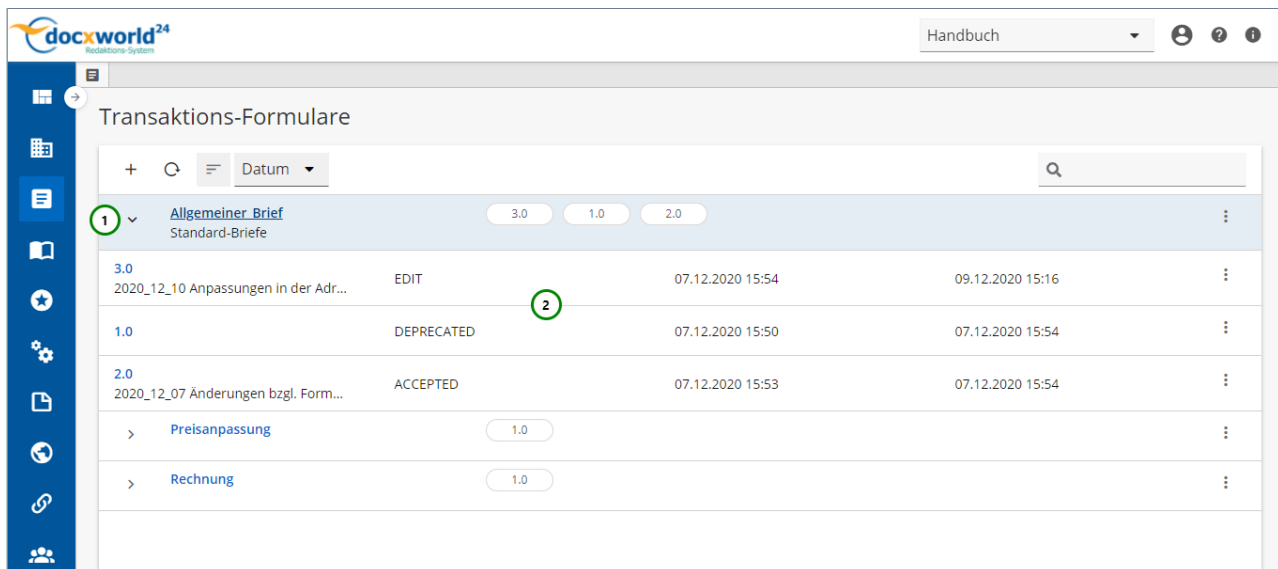 docxworld24
Redaktions-System
Handbuch
Transaktions-Formulare
Datum
1
Allgemeiner Brief 3.0 1.0 2.0
Standard-Briefe
3.0
2020_12_10 Anpassungen in der Adr... EDIT 07.12.2020 15:54 09.12.2020 15:16
2
1.0 DEPRECATED 07.12.2020 15:50 07.12.2020 15:54
2.0
2020_12_07 Änderungen bzgl. Form... ACCEPTED 07.12.2020 15:53 07.12.2020 15:54
Preisanpassung 1.0
Rechnung 1.0